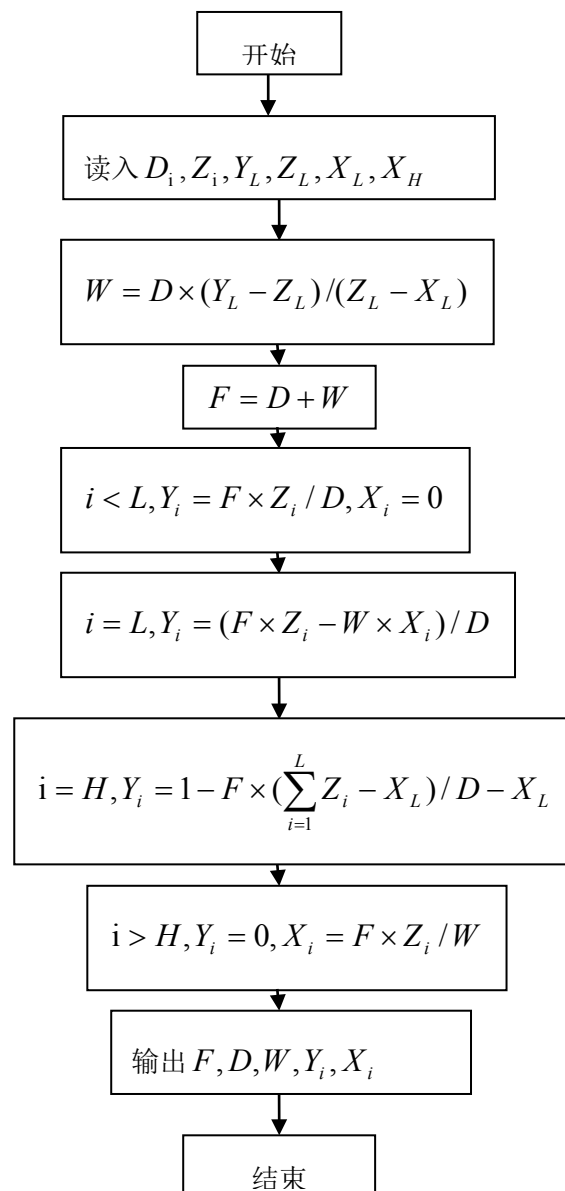 开始
读入 D_i, Z_i, Y_L, Z_L, X_L, X_H
W = D × (Y_L − Z_L)/(Z_L − X_L)
F = D + W
i < L, Y_i = F × Z_i / D, X_i = 0
i = L, Y_i = (F × Z_i − W × X_i)/ D
i = H, Y_i = 1 − F × (∑_{i=1}^{L} Z_i − X_L)/ D − X_L
i > H, Y_i = 0, X_i = F × Z_i / W
输出 F, D, W, Y_i, X_i
结束